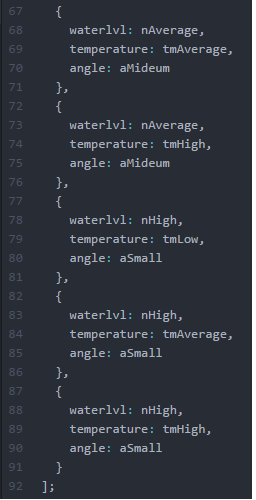 67 {
68 waterlvl: nAverage,
69 temperature: tmAverage,
70 angle: aMideum
71 },
72 {
73 waterlvl: nAverage,
74 temperature: tmHigh,
75 angle: aMideum
76 },
77 {
78 waterlvl: nHigh,
79 temperature: tmLow,
80 angle: aSmall
81 },
82 {
83 waterlvl: nHigh,
84 temperature: tmAverage,
85 angle: aSmall
86 },
87 {
88 waterlvl: nHigh,
89 temperature: tmHigh,
90 angle: aSmall
91 }
92 ];